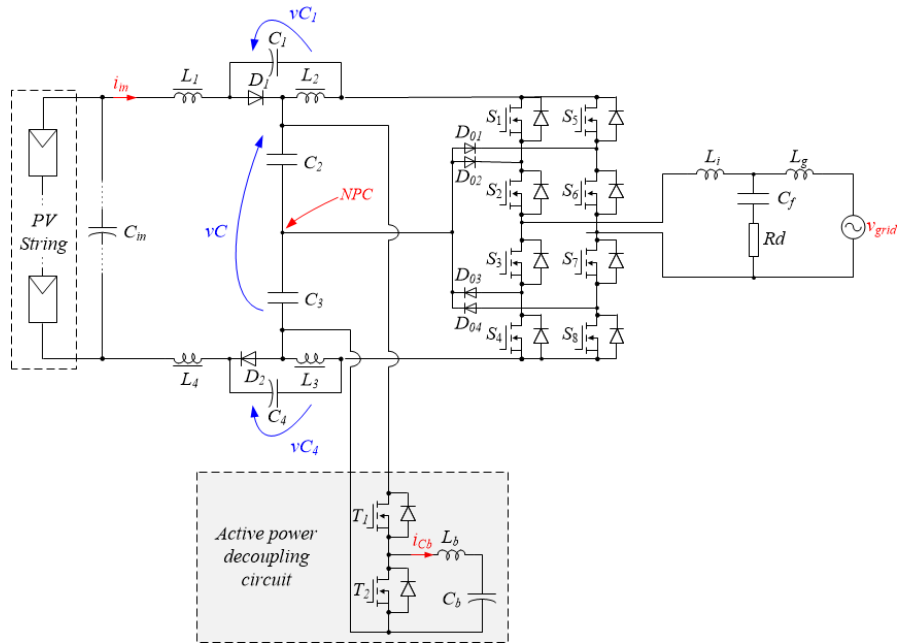 vC1
C1
iin
L1
D1
L2
S1
S5
D01
D02
C2
Li
Lg
NPC
S2
S6
Cf
PV
String
Cin
vC
vgrid
Rd
S3
S7
D03
C3
D04
S4
S8
L4
D2
L3
C4
vC4
T1
Active power
decoupling
circuit
iCb
Lb
T2
Cb